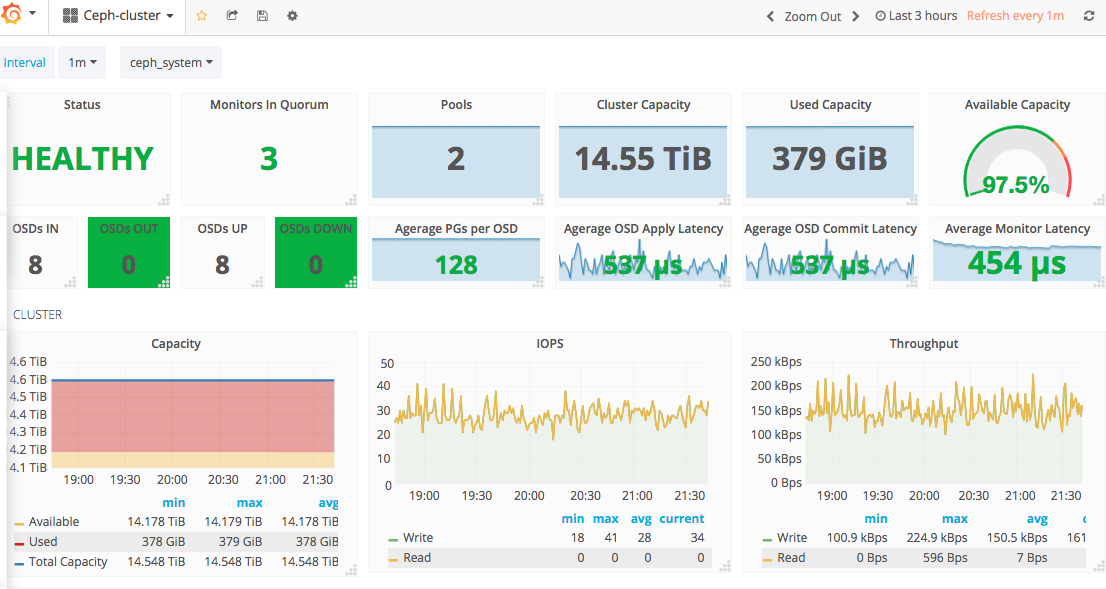 Ceph-cluster
Zoom Out
Last 3 hours
Refresh every 1m
Interval
1m
ceph_system
Status
HEALTHY
Monitors In Quorum
3
Pools
2
Cluster Capacity
14.55 TiB
Used Capacity
379 GiB
Available Capacity
97.5%
OSDs IN
8
OSDs OUT
0
OSDs UP
8
OSDs DOWN
0
Agerage PGs per OSD
128
Agerage OSD Apply Latency
537 µs
Agerage OSD Commit Latency
537 µs
Average Monitor Latency
454 µs
CLUSTER
Capacity
4.6 TiB
4.6 TiB
4.5 TiB
4.4 TiB
4.3 TiB
4.2 TiB
4.1 TiB
19:00 19:30 20:00 20:30 21:00 21:30
min max avg
Available 14.178 TiB 14.179 TiB 14.178 TiB
Used 378 GiB 379 GiB 378 GiB
Total Capacity 14.548 TiB 14.548 TiB 14.548 TiB
IOPS
50
40
30
20
10
0
19:00 19:30 20:00 20:30 21:00 21:30
min max avg current
Write 18 41 28 34
Read 0 0 0 0
Throughput
250 kBps
200 kBps
150 kBps
100 kBps
50 kBps
0 Bps
19:00 19:30 20:00 20:30 21:00 21:30
min max avg c
Write 100.9 kBps 224.9 kBps 150.5 kBps 161
Read 0 Bps 596 Bps 7 Bps